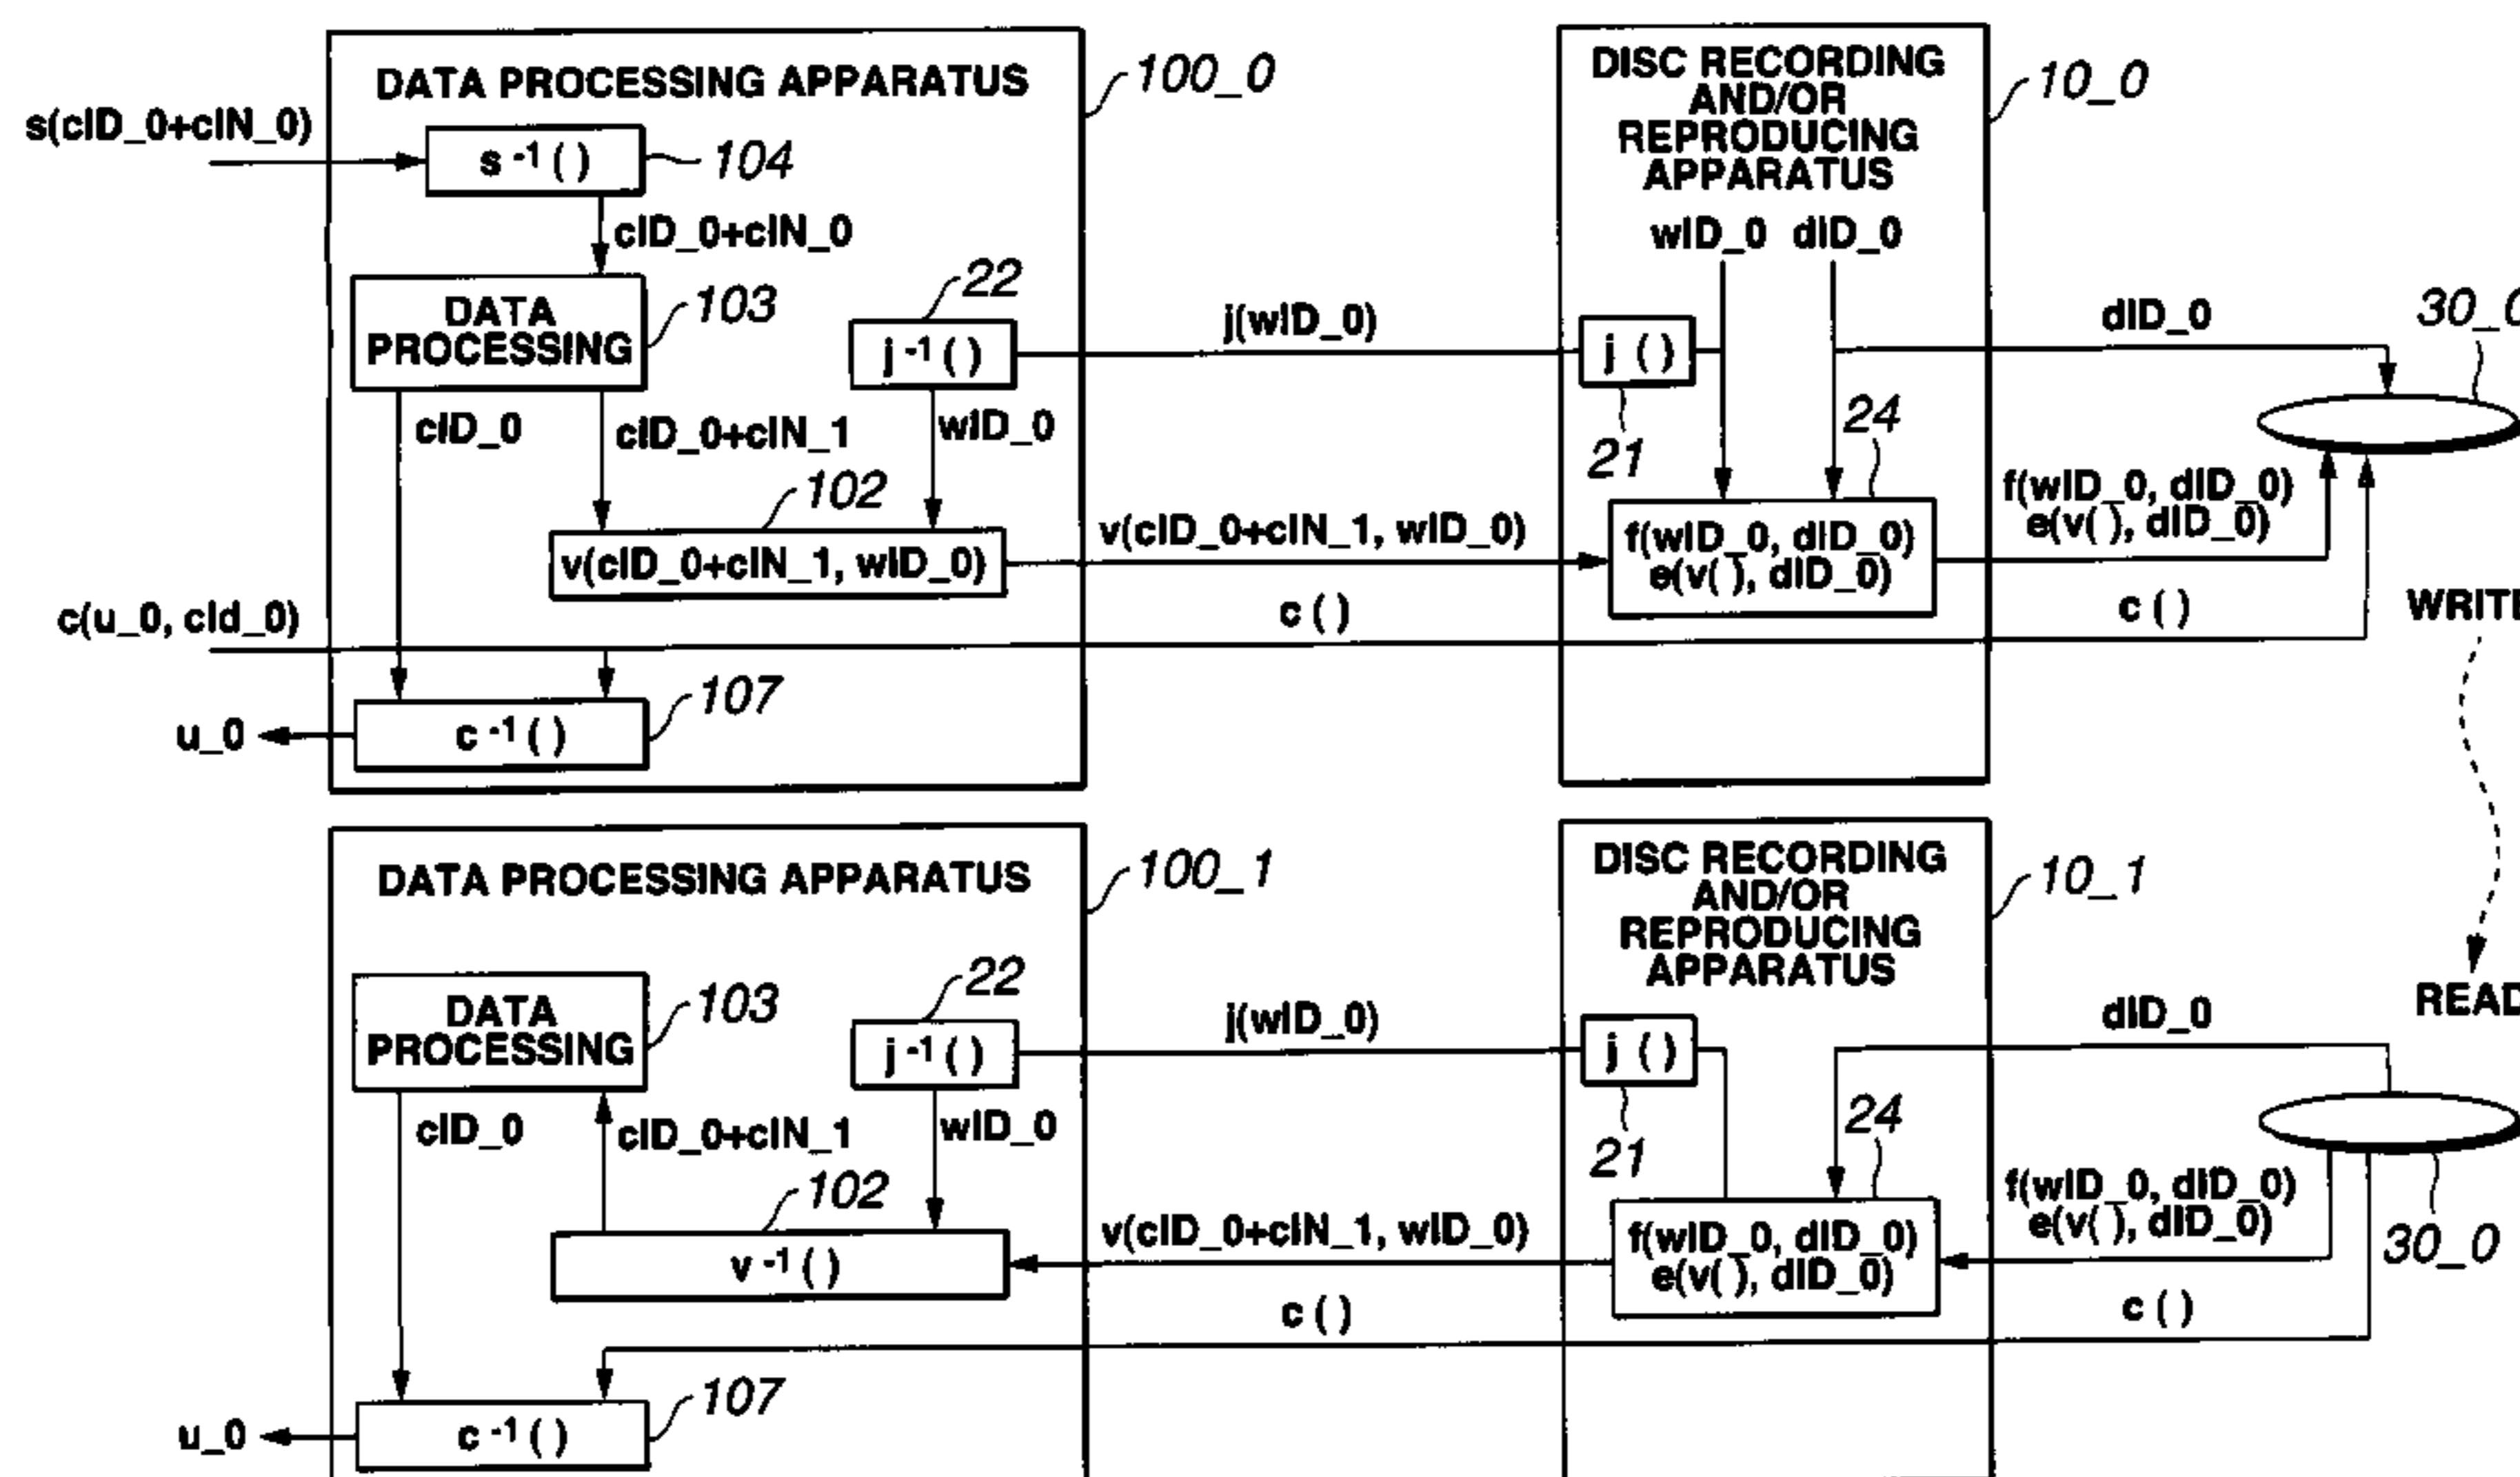 DATA PROCESSING APPARATUS
100_0
s(cID_0+cIN_0)
s -1 ( )
104
cID_0+cIN_0
DATA
PROCESSING
103
22
j -1 ( )
cID_0
cID_0+cIN_1
wID_0
102
v(cID_0+cIN_1, wID_0)
c(u_0, cId_0)
107
c -1 ( )
u_0
j(wID_0)
v(cID_0+cIN_1, wID_0)
c ( )
DISC RECORDING
AND/OR
REPRODUCING
APPARATUS
10_0
wID_0 dID_0
j ( )
21
24
f(wID_0, dID_0)
e(v( ), dID_0)
dID_0
30_0
f(wID_0, dID_0)
e(v( ), dID_0)
c ( )
WRITE
DATA PROCESSING APPARATUS
100_1
DATA
PROCESSING
103
22
j -1 ( )
cID_0
cID_0+cIN_1
wID_0
102
v -1 ( )
107
c -1 ( )
u_0
j(wID_0)
v(cID_0+cIN_1, wID_0)
c ( )
DISC RECORDING
AND/OR
REPRODUCING
APPARATUS
10_1
j ( )
21
24
f(wID_0, dID_0)
e(v( ), dID_0)
dID_0
READ
f(wID_0, dID_0)
e(v( ), dID_0)
30_0
c ( )